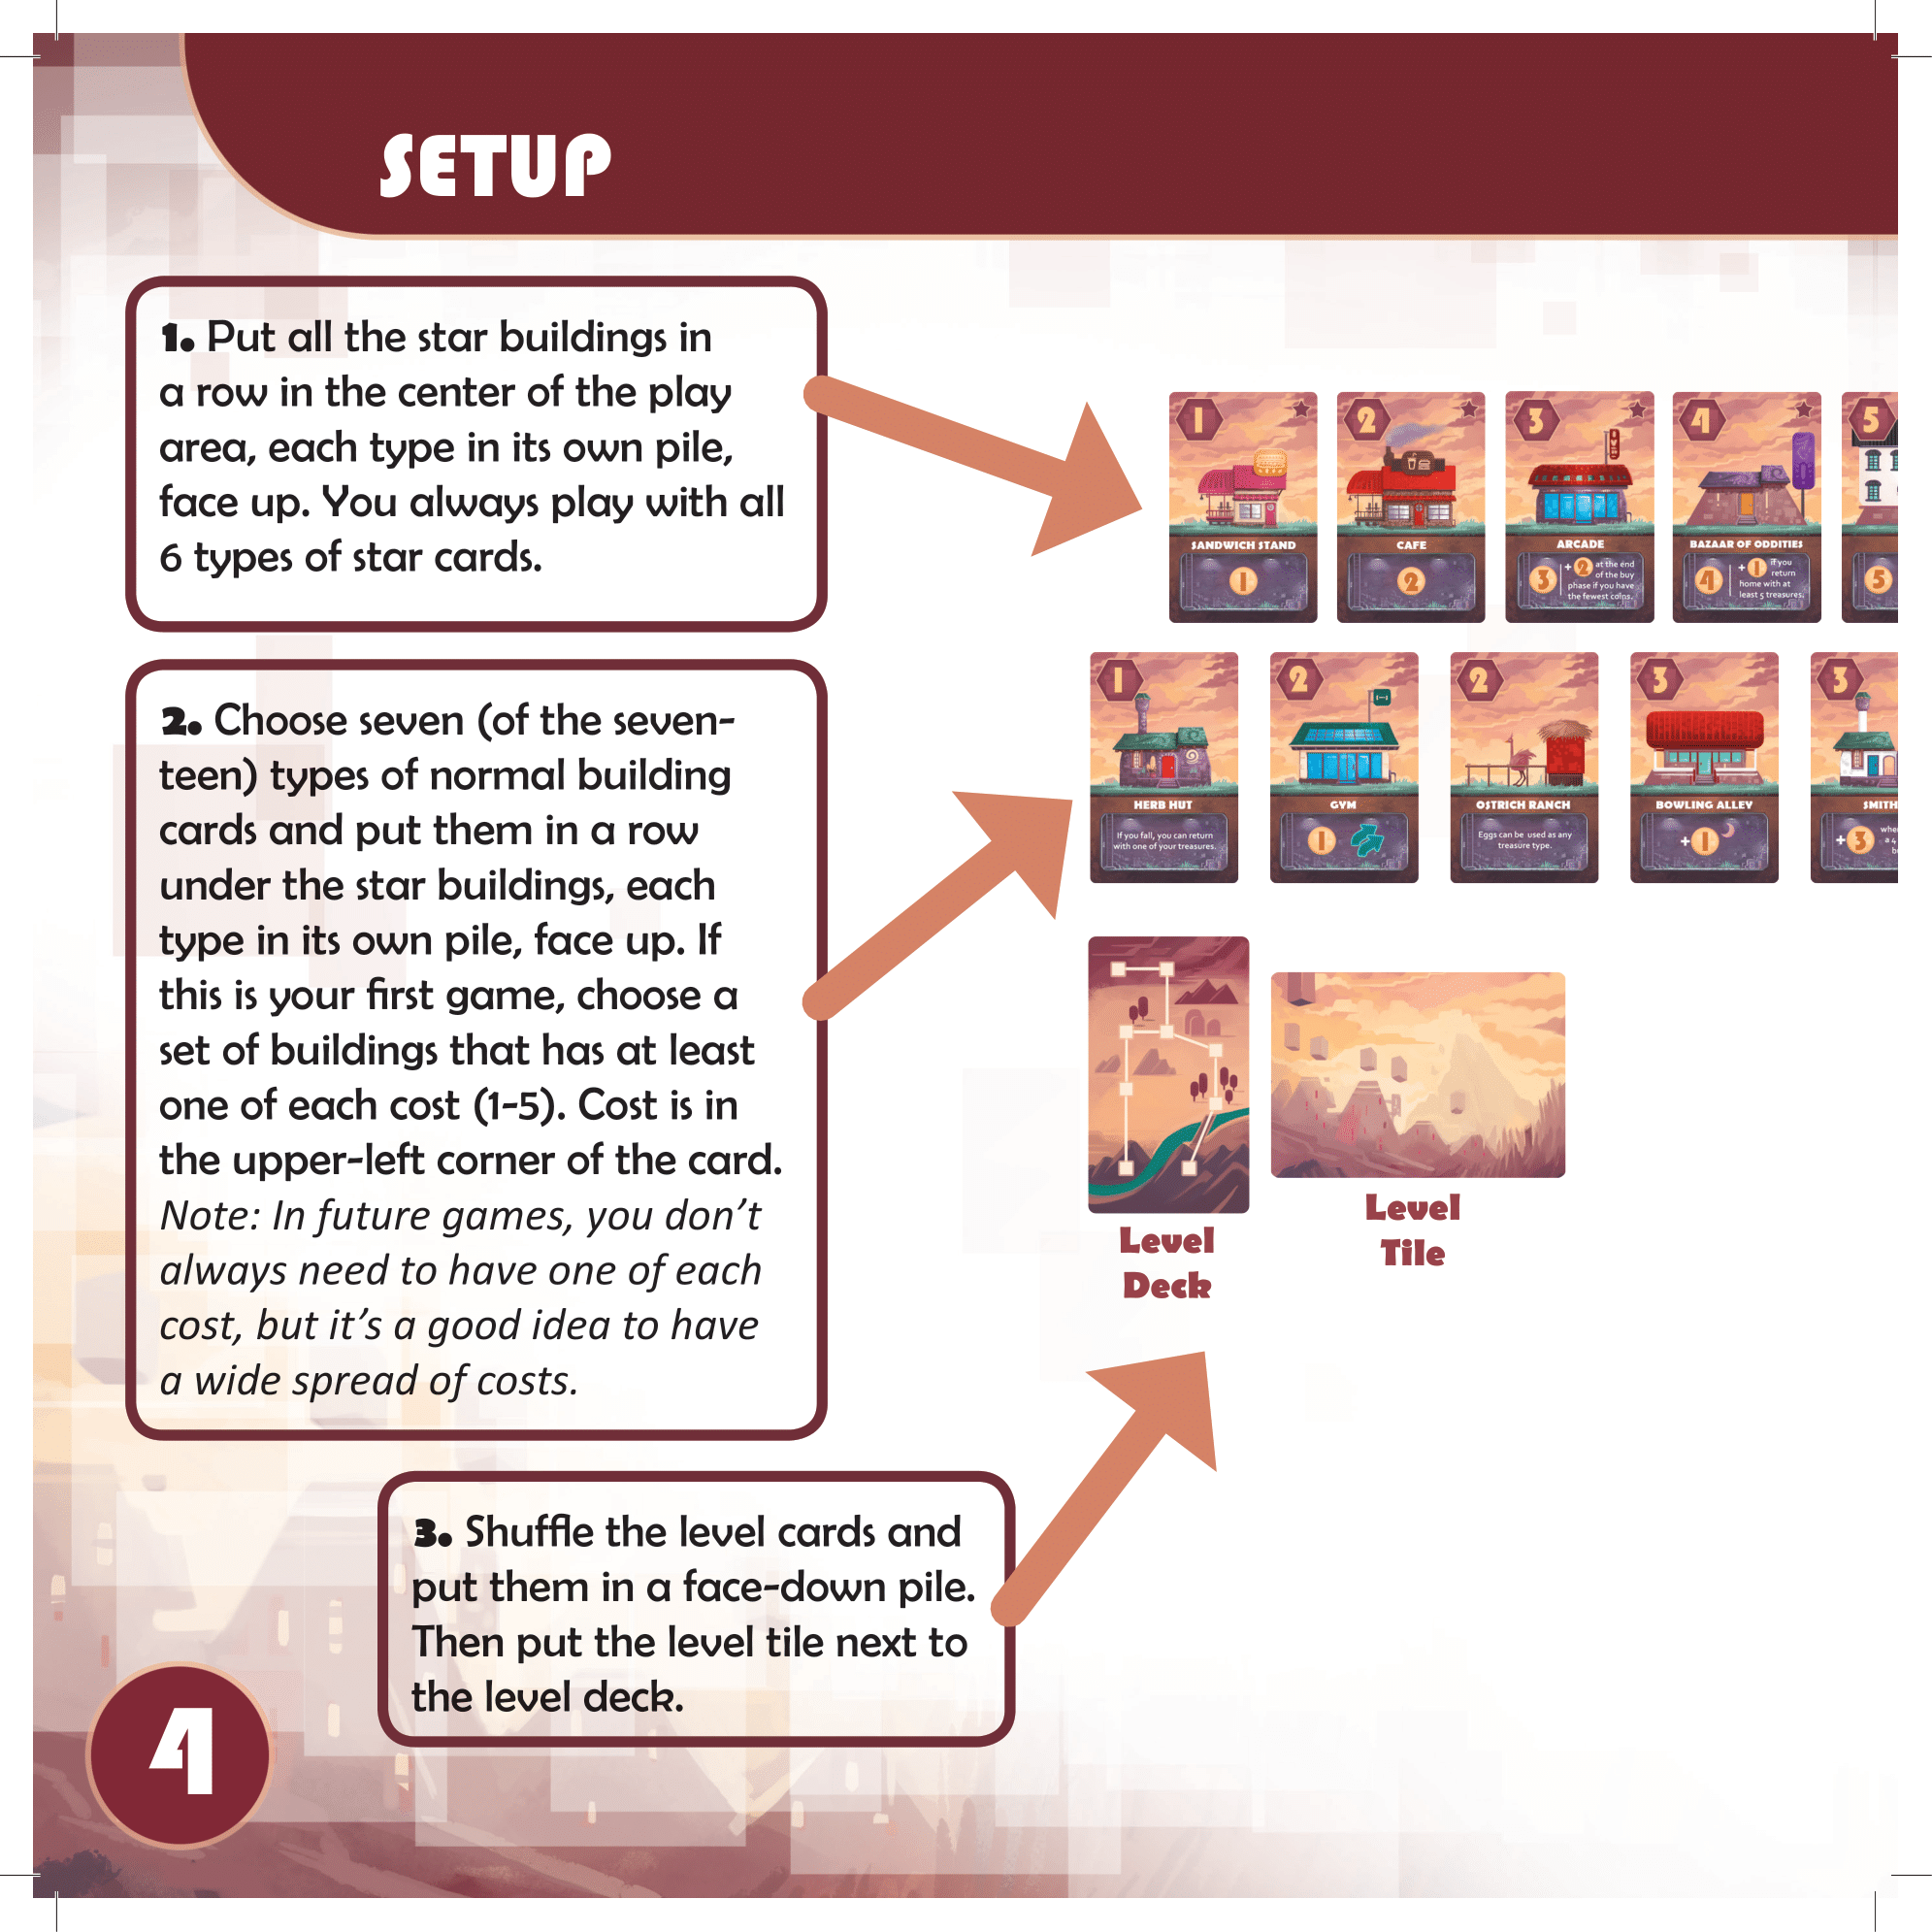 SETUP
1. Put all the star buildings in
a row in the center of the play
area, each type in its own pile,
face up. You always play with all
6 types of star cards.
2. Choose seven (of the seven-
teen) types of normal building
cards and put them in a row
under the star buildings, each
type in its own pile, face up. If
this is your first game, choose a
set of buildings that has at least
one of each cost (1-5). Cost is in
the upper-left corner of the card.
Note: In future games, you don't
always need to have one of each
cost, but it's a good idea to have
a wide spread of costs.
3. Shuffle the level cards and
put them in a face-down pile.
Then put the level tile next to
the level deck.
4
1
SANDWICH STAND
1
2
CAFE
2
3
ARCADE
3 +2 at the end
of the buy
phase if you have
the fewest coins.
4
BAZAAR OF ODDITIES
4 +1 if you
return
home with at
least 5 treasures.
5
5
1
HERB HUT
If you fall, you can return
with one of your treasures.
2
GYM
1
2
OSTRICH RANCH
Eggs can be used as any
treasure type.
3
BOWLING ALLEY
+1
3
SMITH
+3
a 4
Level
Deck
Level
Tile